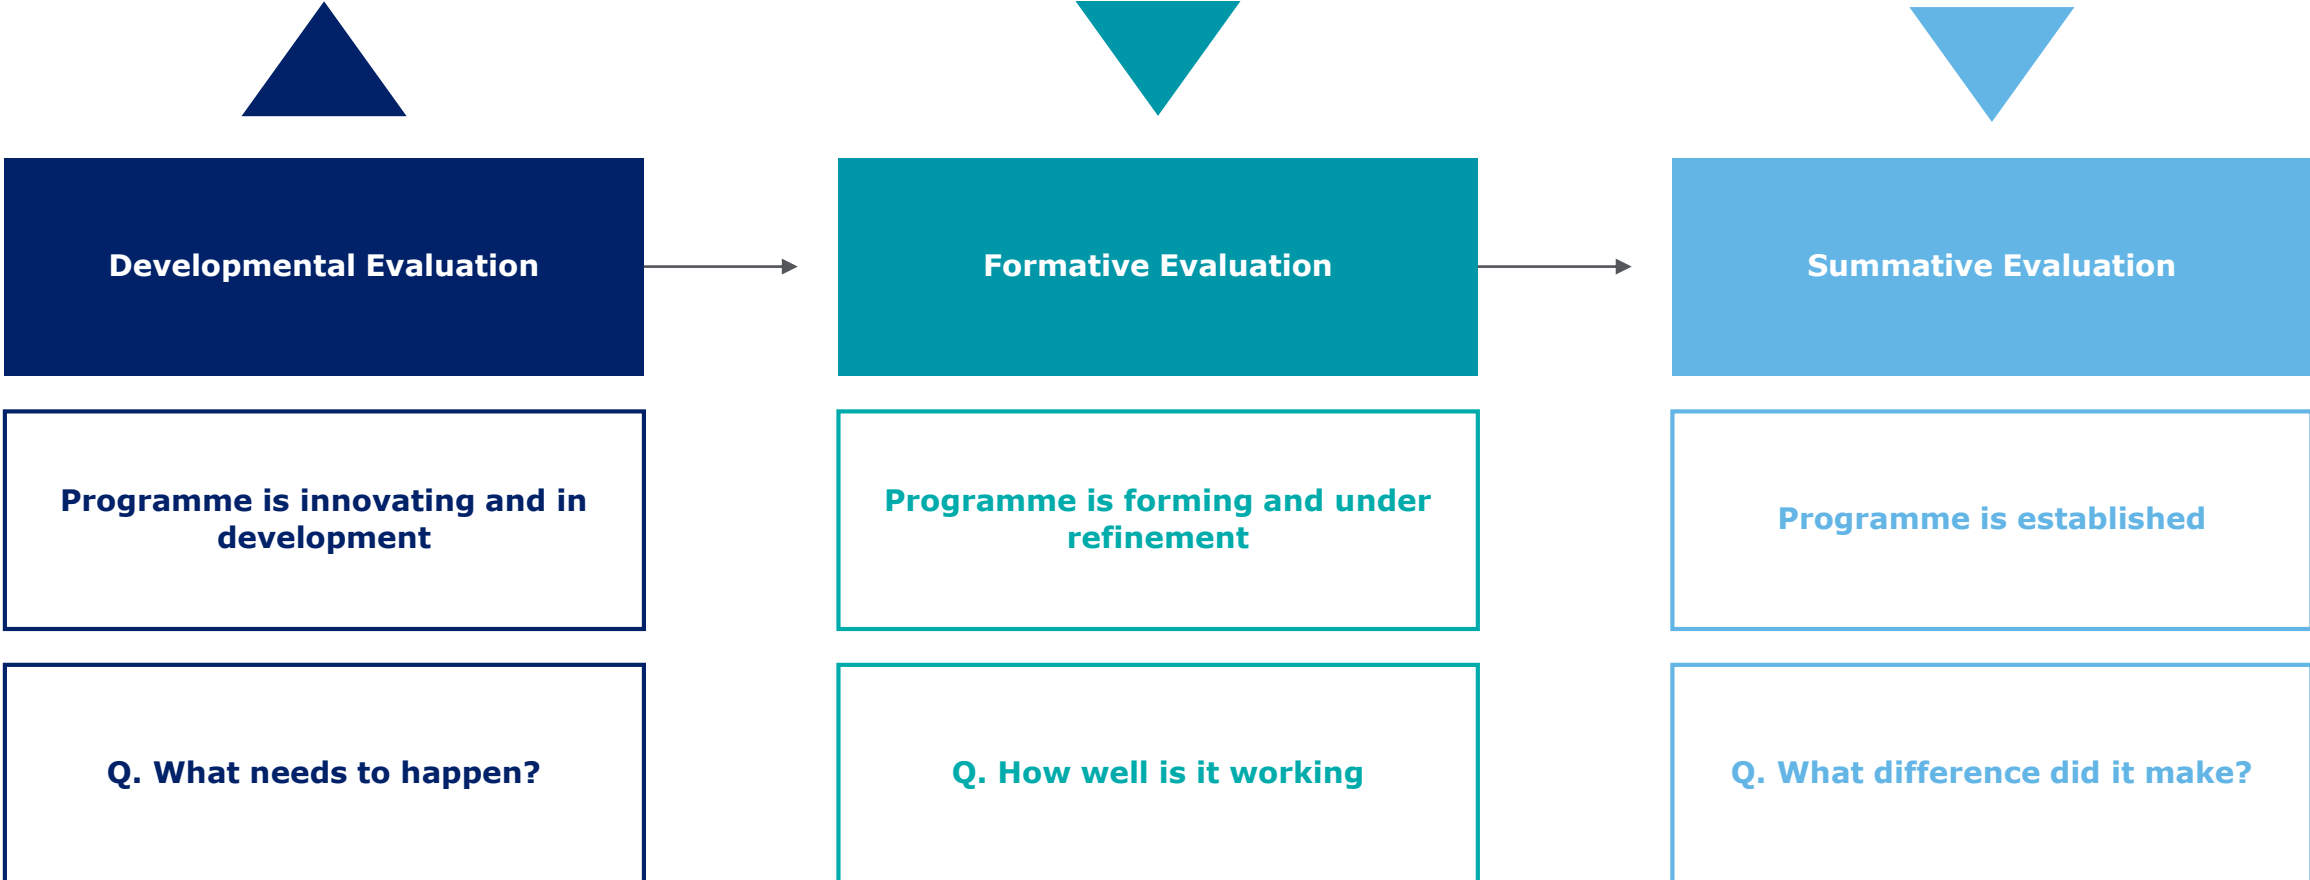 Developmental Evaluation
Formative Evaluation
Summative Evaluation
Programme is innovating and in
development
Programme is forming and under
refinement
Programme is established
Q. What needs to happen?
Q. How well is it working
Q. What difference did it make?